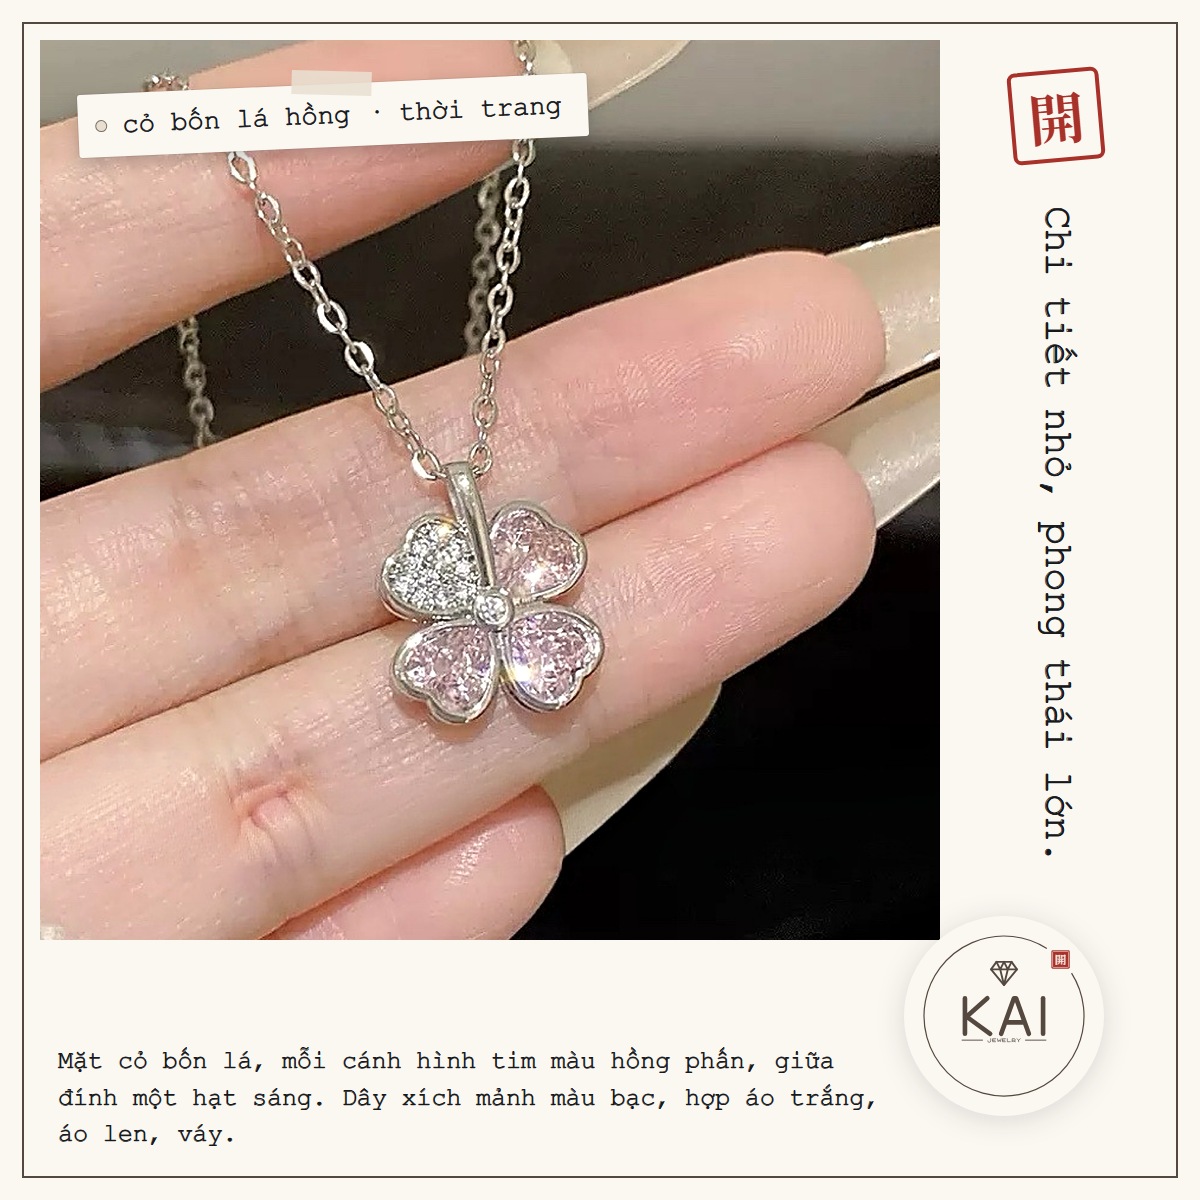 cỏ bốn lá hồng · thời trang
開
Chi tiết nhỏ, phong thái lớn.
開
KAI
JEWELRY
Mặt cỏ bốn lá, mỗi cánh hình tim màu hồng phấn, giữa
đính một hạt sáng. Dây xích mảnh màu bạc, hợp áo trắng,
áo len, váy.